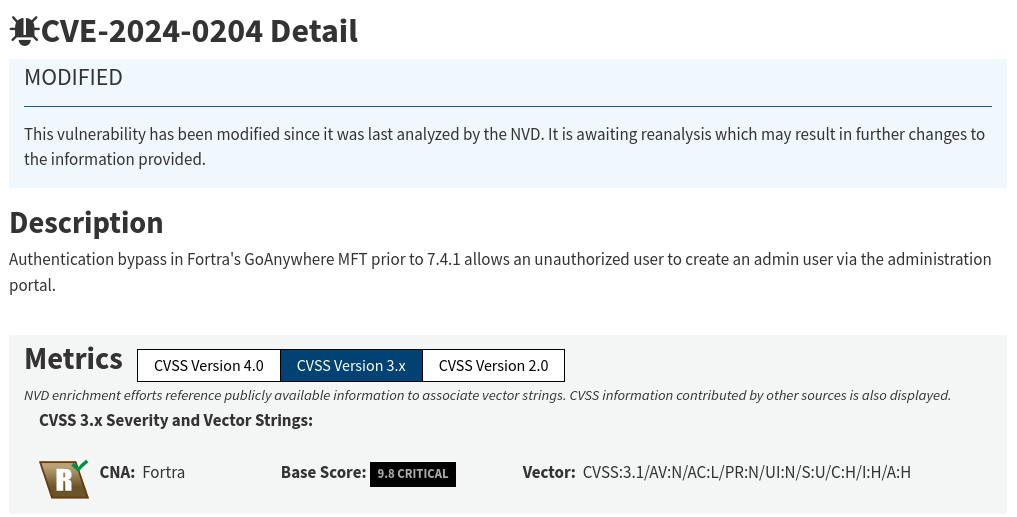 CVE-2024-0204 Detail
MODIFIED
This vulnerability has been modified since it was last analyzed by the NVD. It is awaiting reanalysis which may result in further changes to
the information provided.
Description
Authentication bypass in Fortra's GoAnywhere MFT prior to 7.4.1 allows an unauthorized user to create an admin user via the administration
portal.
Metrics CVSS Version 4.0 CVSS Version 3.x CVSS Version 2.0
NVD enrichment efforts reference publicly available information to associate vector strings. CVSS information contributed by other sources is also displayed.
CVSS 3.x Severity and Vector Strings:
R CNA: Fortra Base Score: 9.8 CRITICAL Vector: CVSS:3.1/AV:N/AC:L/PR:N/UI:N/S:U/C:H/I:H/A:H